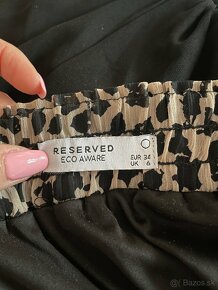 RESERVED
ECO AWARE
EUR 34
UK 6
Bazos.sk